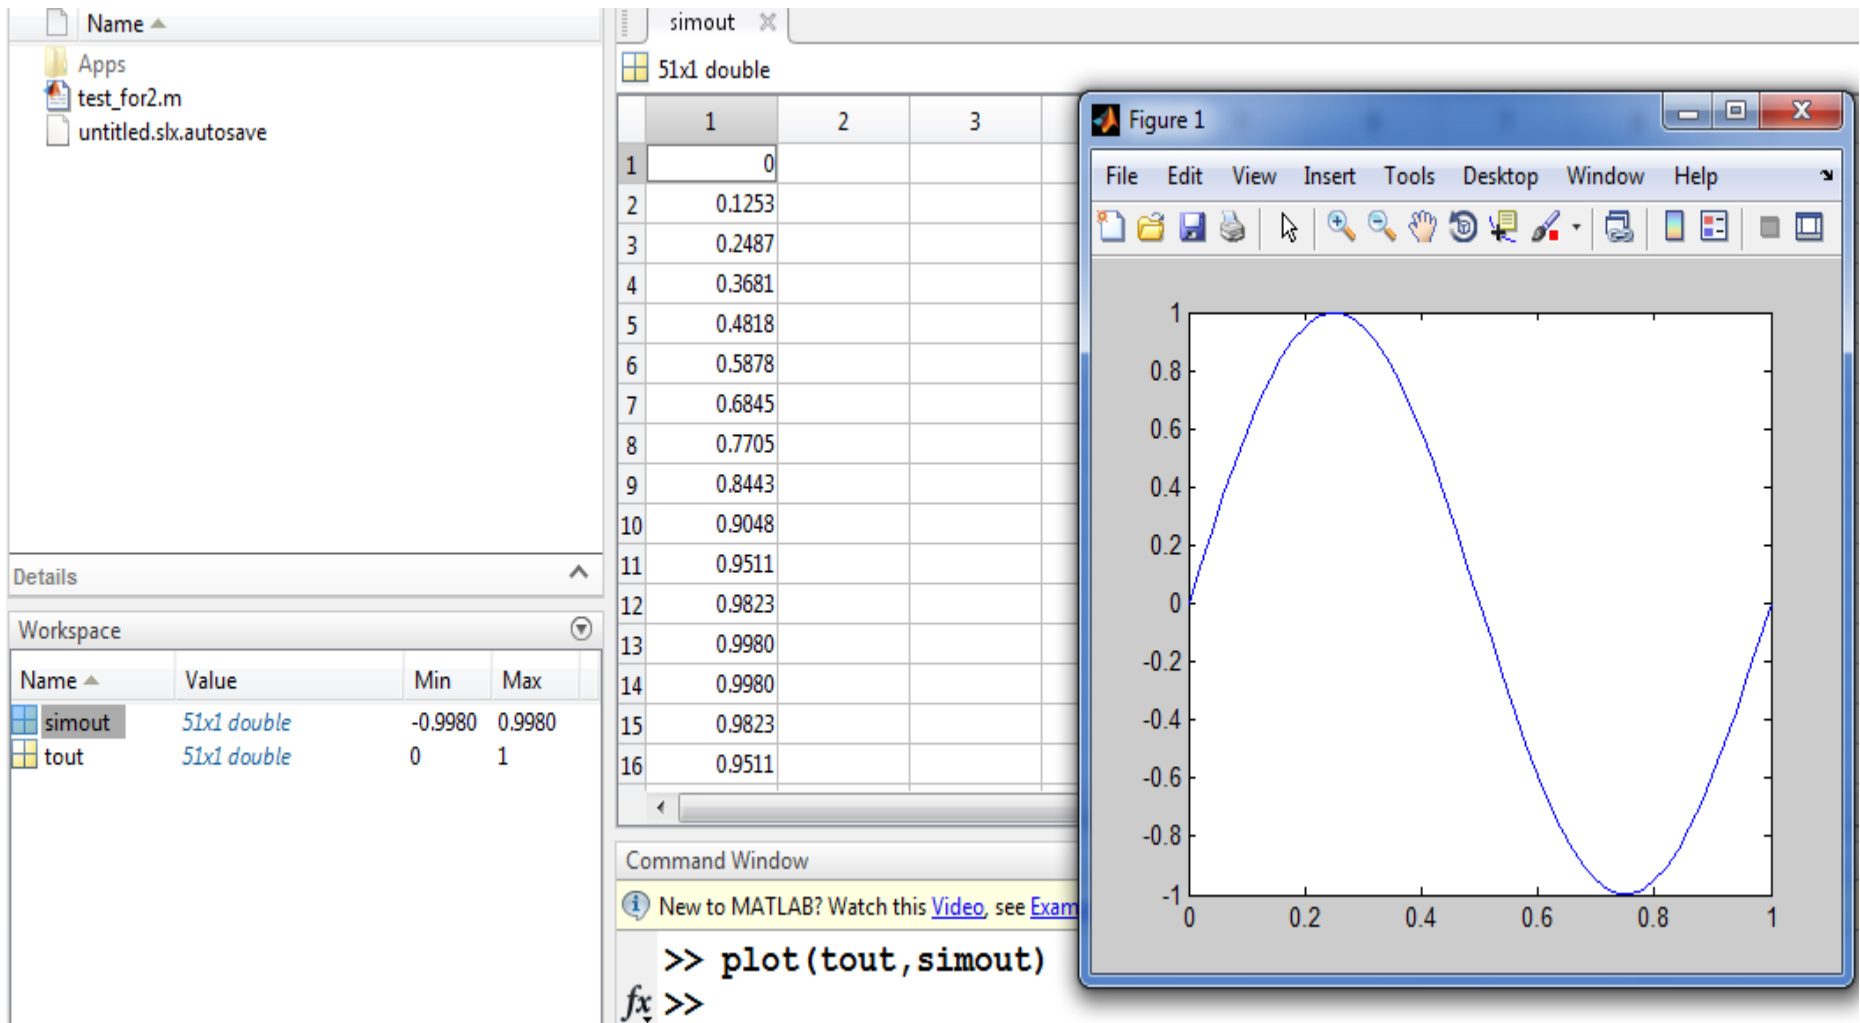 Name
Apps
test_for2.m
untitled.slx.autosave
Details
Workspace
Name Value Min Max
simout 51x1 double -0.9980 0.9980
tout 51x1 double 0 1
simout
51x1 double
1 2 3
1 0
2 0.1253
3 0.2487
4 0.3681
5 0.4818
6 0.5878
7 0.6845
8 0.7705
9 0.8443
10 0.9048
11 0.9511
12 0.9823
13 0.9980
14 0.9980
15 0.9823
16 0.9511
Command Window
New to MATLAB? Watch this Video, see Exam
>> plot(tout,simout)
fx >>
Figure 1
File Edit View Insert Tools Desktop Window Help
1
0.8
0.6
0.4
0.2
0
-0.2
-0.4
-0.6
-0.8
-1
0 0.2 0.4 0.6 0.8 1